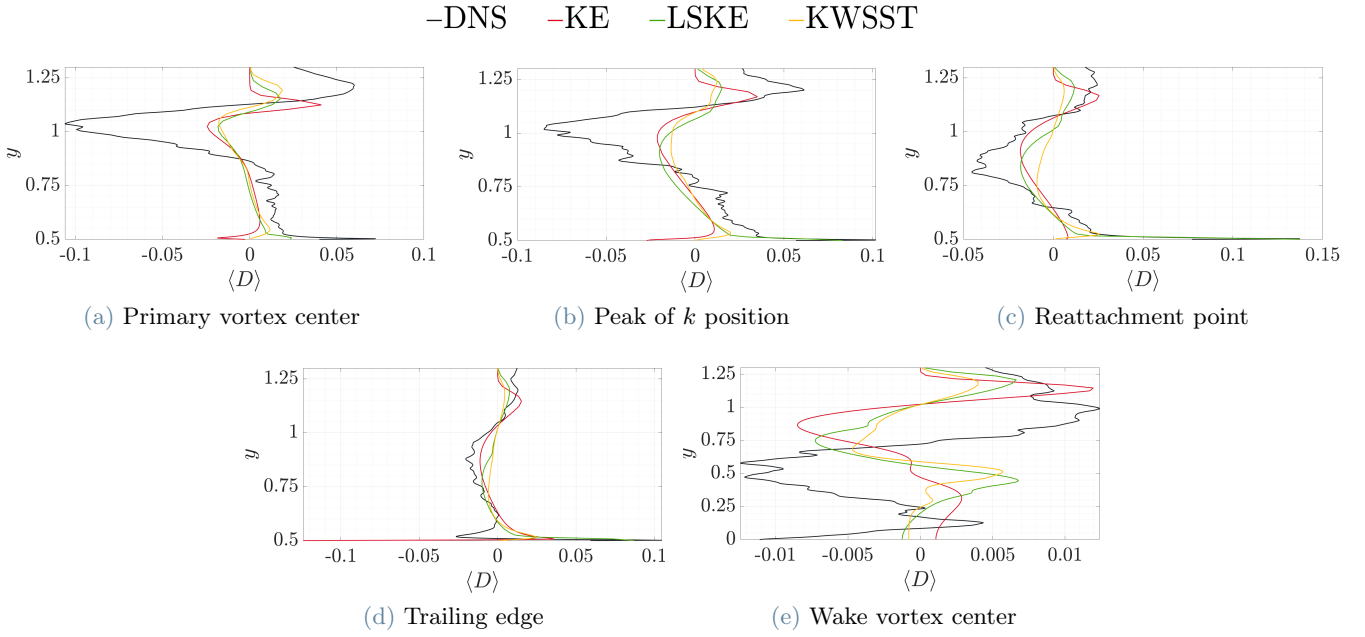 –DNS –KE –LSKE –KWSST
1.25 1 0.75 0.5
y
-0.1 -0.05 0 0.05 0.1
⟨D⟩
(a) Primary vortex center
1.25 1 0.75 0.5
y
-0.1 -0.05 0 0.05 0.1
⟨D⟩
(b) Peak of k position
1.25 1 0.75 0.5
y
-0.05 0 0.05 0.1 0.15
⟨D⟩
(c) Reattachment point
1.25 1 0.75 0.5
y
-0.1 -0.05 0 0.05 0.1
⟨D⟩
(d) Trailing edge
1.25 1 0.75 0.5 0.25 0
y
-0.01 -0.005 0 0.005 0.01
⟨D⟩
(e) Wake vortex center